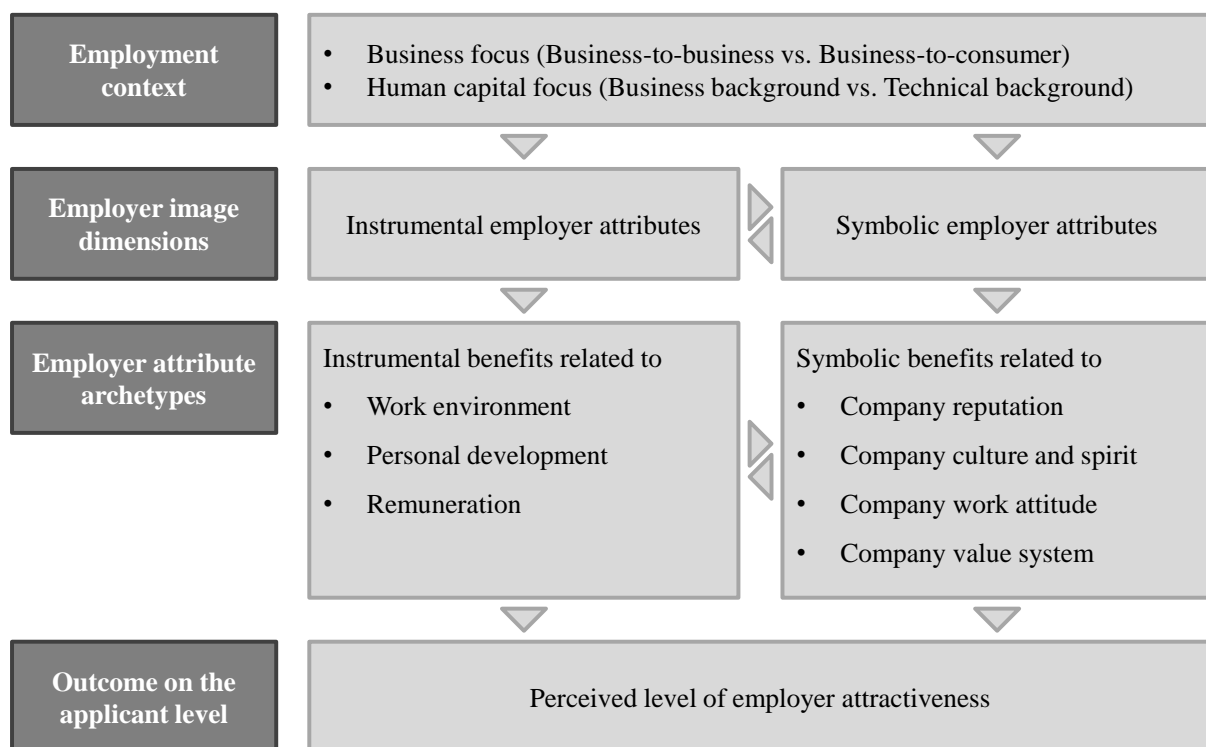 Employment
context
• Business focus (Business-to-business vs. Business-to-consumer)
• Human capital focus (Business background vs. Technical background)
Employer image
dimensions
Instrumental employer attributes
Symbolic employer attributes
Employer attribute
archetypes
Instrumental benefits related to
• Work environment
• Personal development
• Remuneration
Symbolic benefits related to
• Company reputation
• Company culture and spirit
• Company work attitude
• Company value system
Outcome on the
applicant level
Perceived level of employer attractiveness